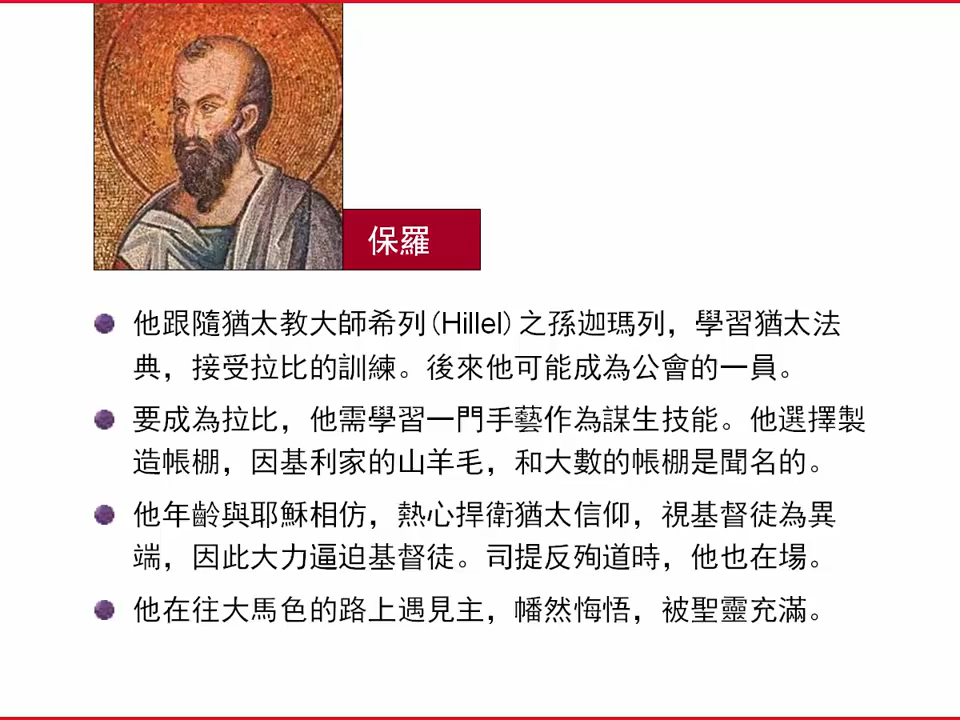 保羅
他跟隨猶太教大師希列(Hillel)之孫迦瑪列，學習猶太法
典，接受拉比的訓練。後來他可能成為公會的一員。
要成為拉比，他需學習一門手藝作為謀生技能。他選擇製
造帳棚，因基利家的山羊毛，和大數的帳棚是聞名的。
他年齡與耶穌相仿，熱心捍衛猶太信仰，視基督徒為異
端，因此大力逼迫基督徒。司提反殉道時，他也在場。
他在往大馬色的路上遇見主，幡然悔悟，被聖靈充滿。